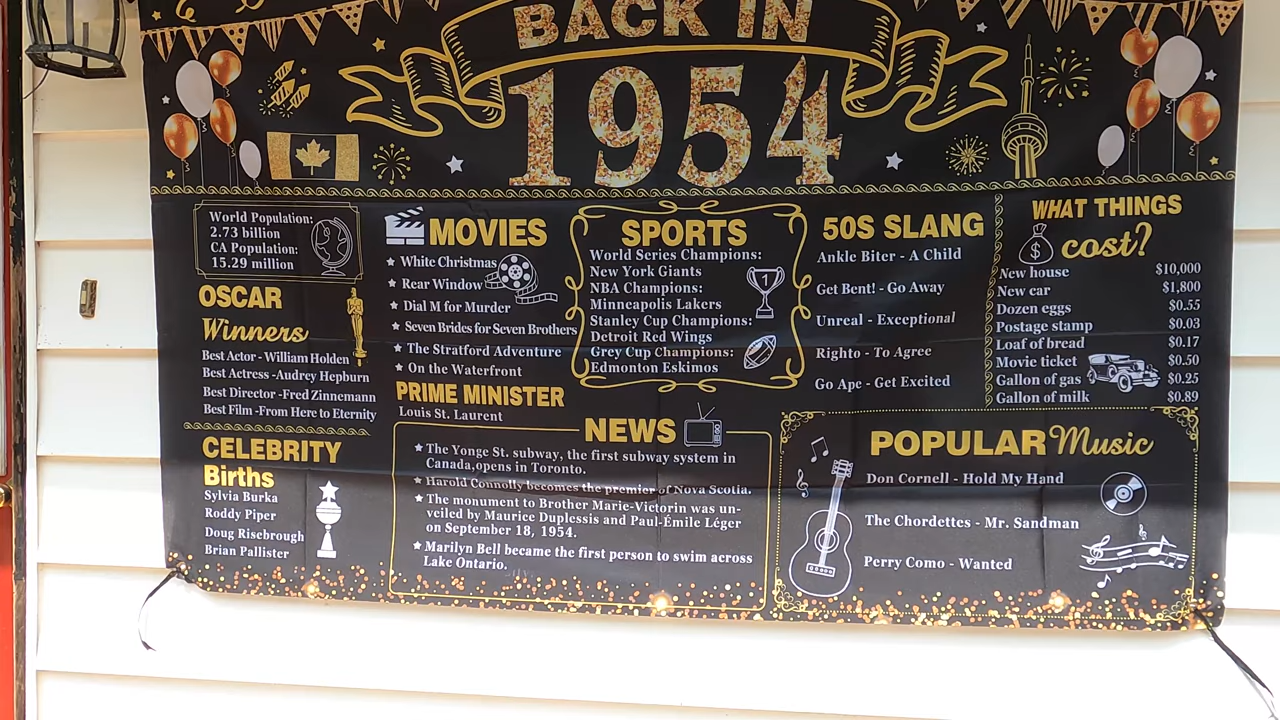 BACK IN
1954
World Population:
2.73 billion
CA Population:
15.29 million
OSCAR
Winners
Best Actor - William Holden
Best Actress -Audrey Hepburn
Best Director -Fred Zinnemann
Best Film -From Here to Eternity
CELEBRITY
Births
Sylvia Burka
Roddy Piper
Doug Risebrough
Brian Pallister
MOVIES
White Christmas
Rear Window
Dial M for Murder
Seven Brides for Seven Brothers
The Stratford Adventure
On the Waterfront
PRIME MINISTER
Louis St. Laurent
SPORTS
World Series Champions:
New York Giants
NBA Champions:
Minneapolis Lakers
Stanley Cup Champions:
Detroit Red Wings
Grey Cup Champions:
Edmonton Eskimos
1
NEWS
The Yonge St. subway, the first subway system in
Canada,opens in Toronto.
Harold Connolly becomes the premier of Nova Scotia.
The monument to Brother Marie-Victorin was un-
veiled by Maurice Duplessis and Paul-Émile Léger
on September 18, 1954.
Marilyn Bell became the first person to swim across
Lake Ontario.
50S SLANG
Ankle Biter - A Child
Get Bent! - Go Away
Unreal - Exceptional
Righto - To Agree
Go Ape - Get Excited
WHAT THINGS
cost?
$
New house $10,000
New car $1,800
Dozen eggs $0.55
Postage stamp $0.03
Loaf of bread $0.17
Movie ticket $0.50
Gallon of gas $0.25
Gallon of milk $0.89
POPULAR Music
Don Cornell - Hold My Hand
The Chordettes - Mr. Sandman
Perry Como - Wanted